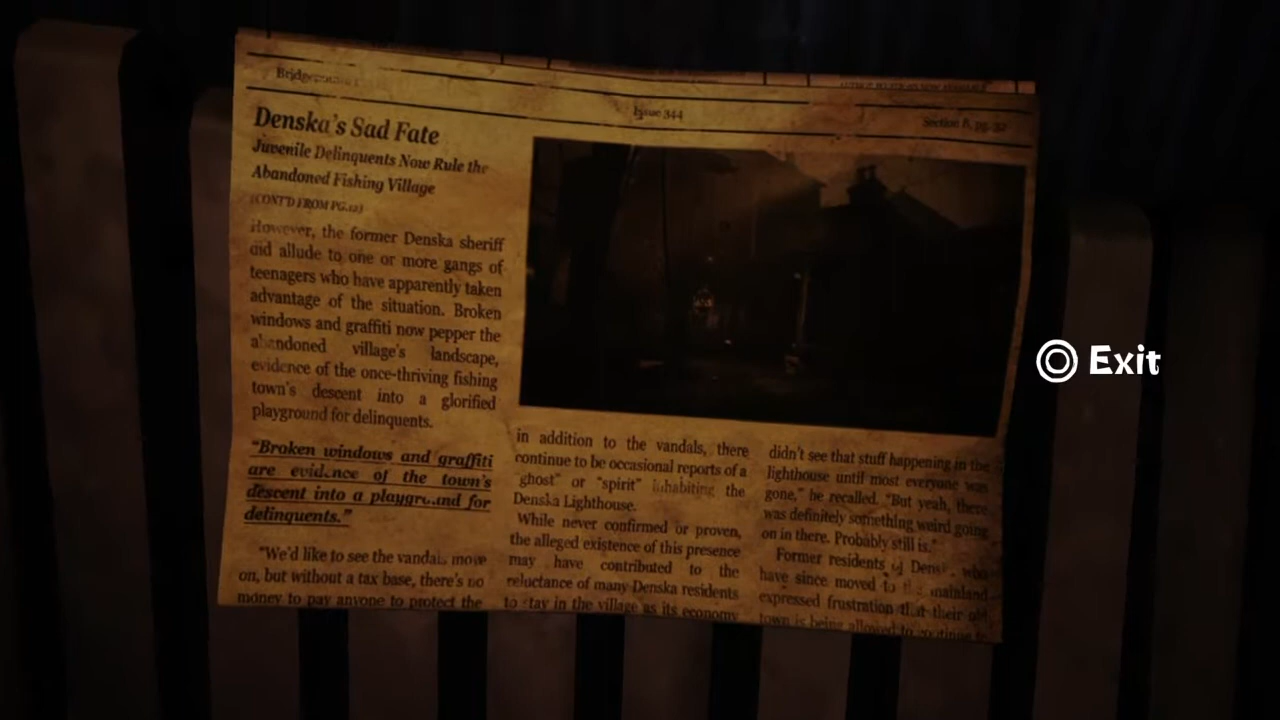 Issue 344
Section A, pg. 32
Denska's Sad Fate
Juvenile Delinquents Now Rule the
Abandoned Fishing Village
(CONT'D FROM PG.12)
However, the former Denska sheriff
did allude to one or more gangs of
teenagers who have apparently taken
advantage of the situation. Broken
windows and graffiti now pepper the
abandoned village's landscape,
evidence of the once-thriving fishing
town's descent into a glorified
playground for delinquents.
"Broken windows and graffiti
are evidence of the town's
descent into a playground for
delinquents."
"We'd like to see the vandals move
on, but without a tax base, there's no
money to pay anyone to protect the
in addition to the vandals, there
continue to be occasional reports of a
"ghost" or "spirit" inhabiting the
Denska Lighthouse.
While never confirmed or proven,
the alleged existence of this presence
may have contributed to the
reluctance of many Denska residents
to stay in the village as its economy
didn't see that stuff happening in the
lighthouse until most everyone was
gone," he recalled. "But yeah, there
was definitely something weird going
on in there. Probably still is."
Former residents of Denska who
have since moved to the mainland
expressed frustration that their old
town is being allowed to continue
Exit